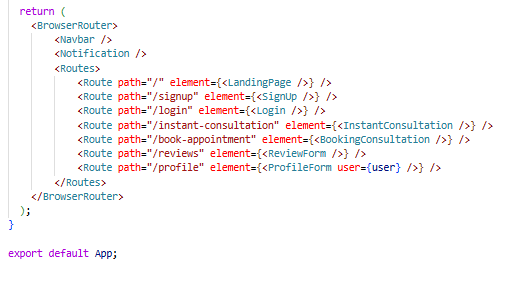 return (
<BrowserRouter>
<Navbar />
<Notification />
<Routes>
<Route path="/" element={<LandingPage />} />
<Route path="/signup" element={<SignUp />} />
<Route path="/login" element={<Login />} />
<Route path="/instant-consultation" element={<InstantConsultation />} />
<Route path="/book-appointment" element={<BookingConsultation />} />
<Route path="/reviews" element={<ReviewForm />} />
<Route path="/profile" element={<ProfileForm user={user} />} />
</Routes>
</BrowserRouter>
);
}
export default App;